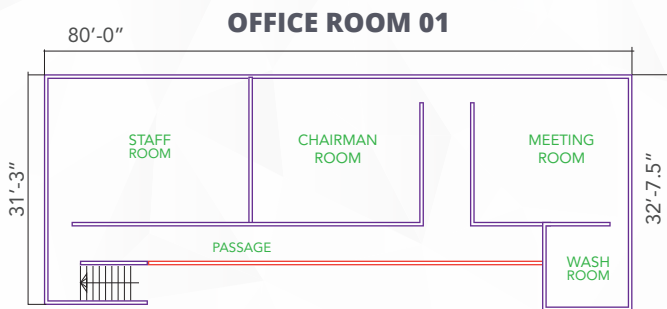 OFFICE ROOM 01
80'-0"
STAFF
ROOM
CHAIRMAN
ROOM
MEETING
ROOM
31'-3"
32'-7.5"
PASSAGE
WASH
ROOM